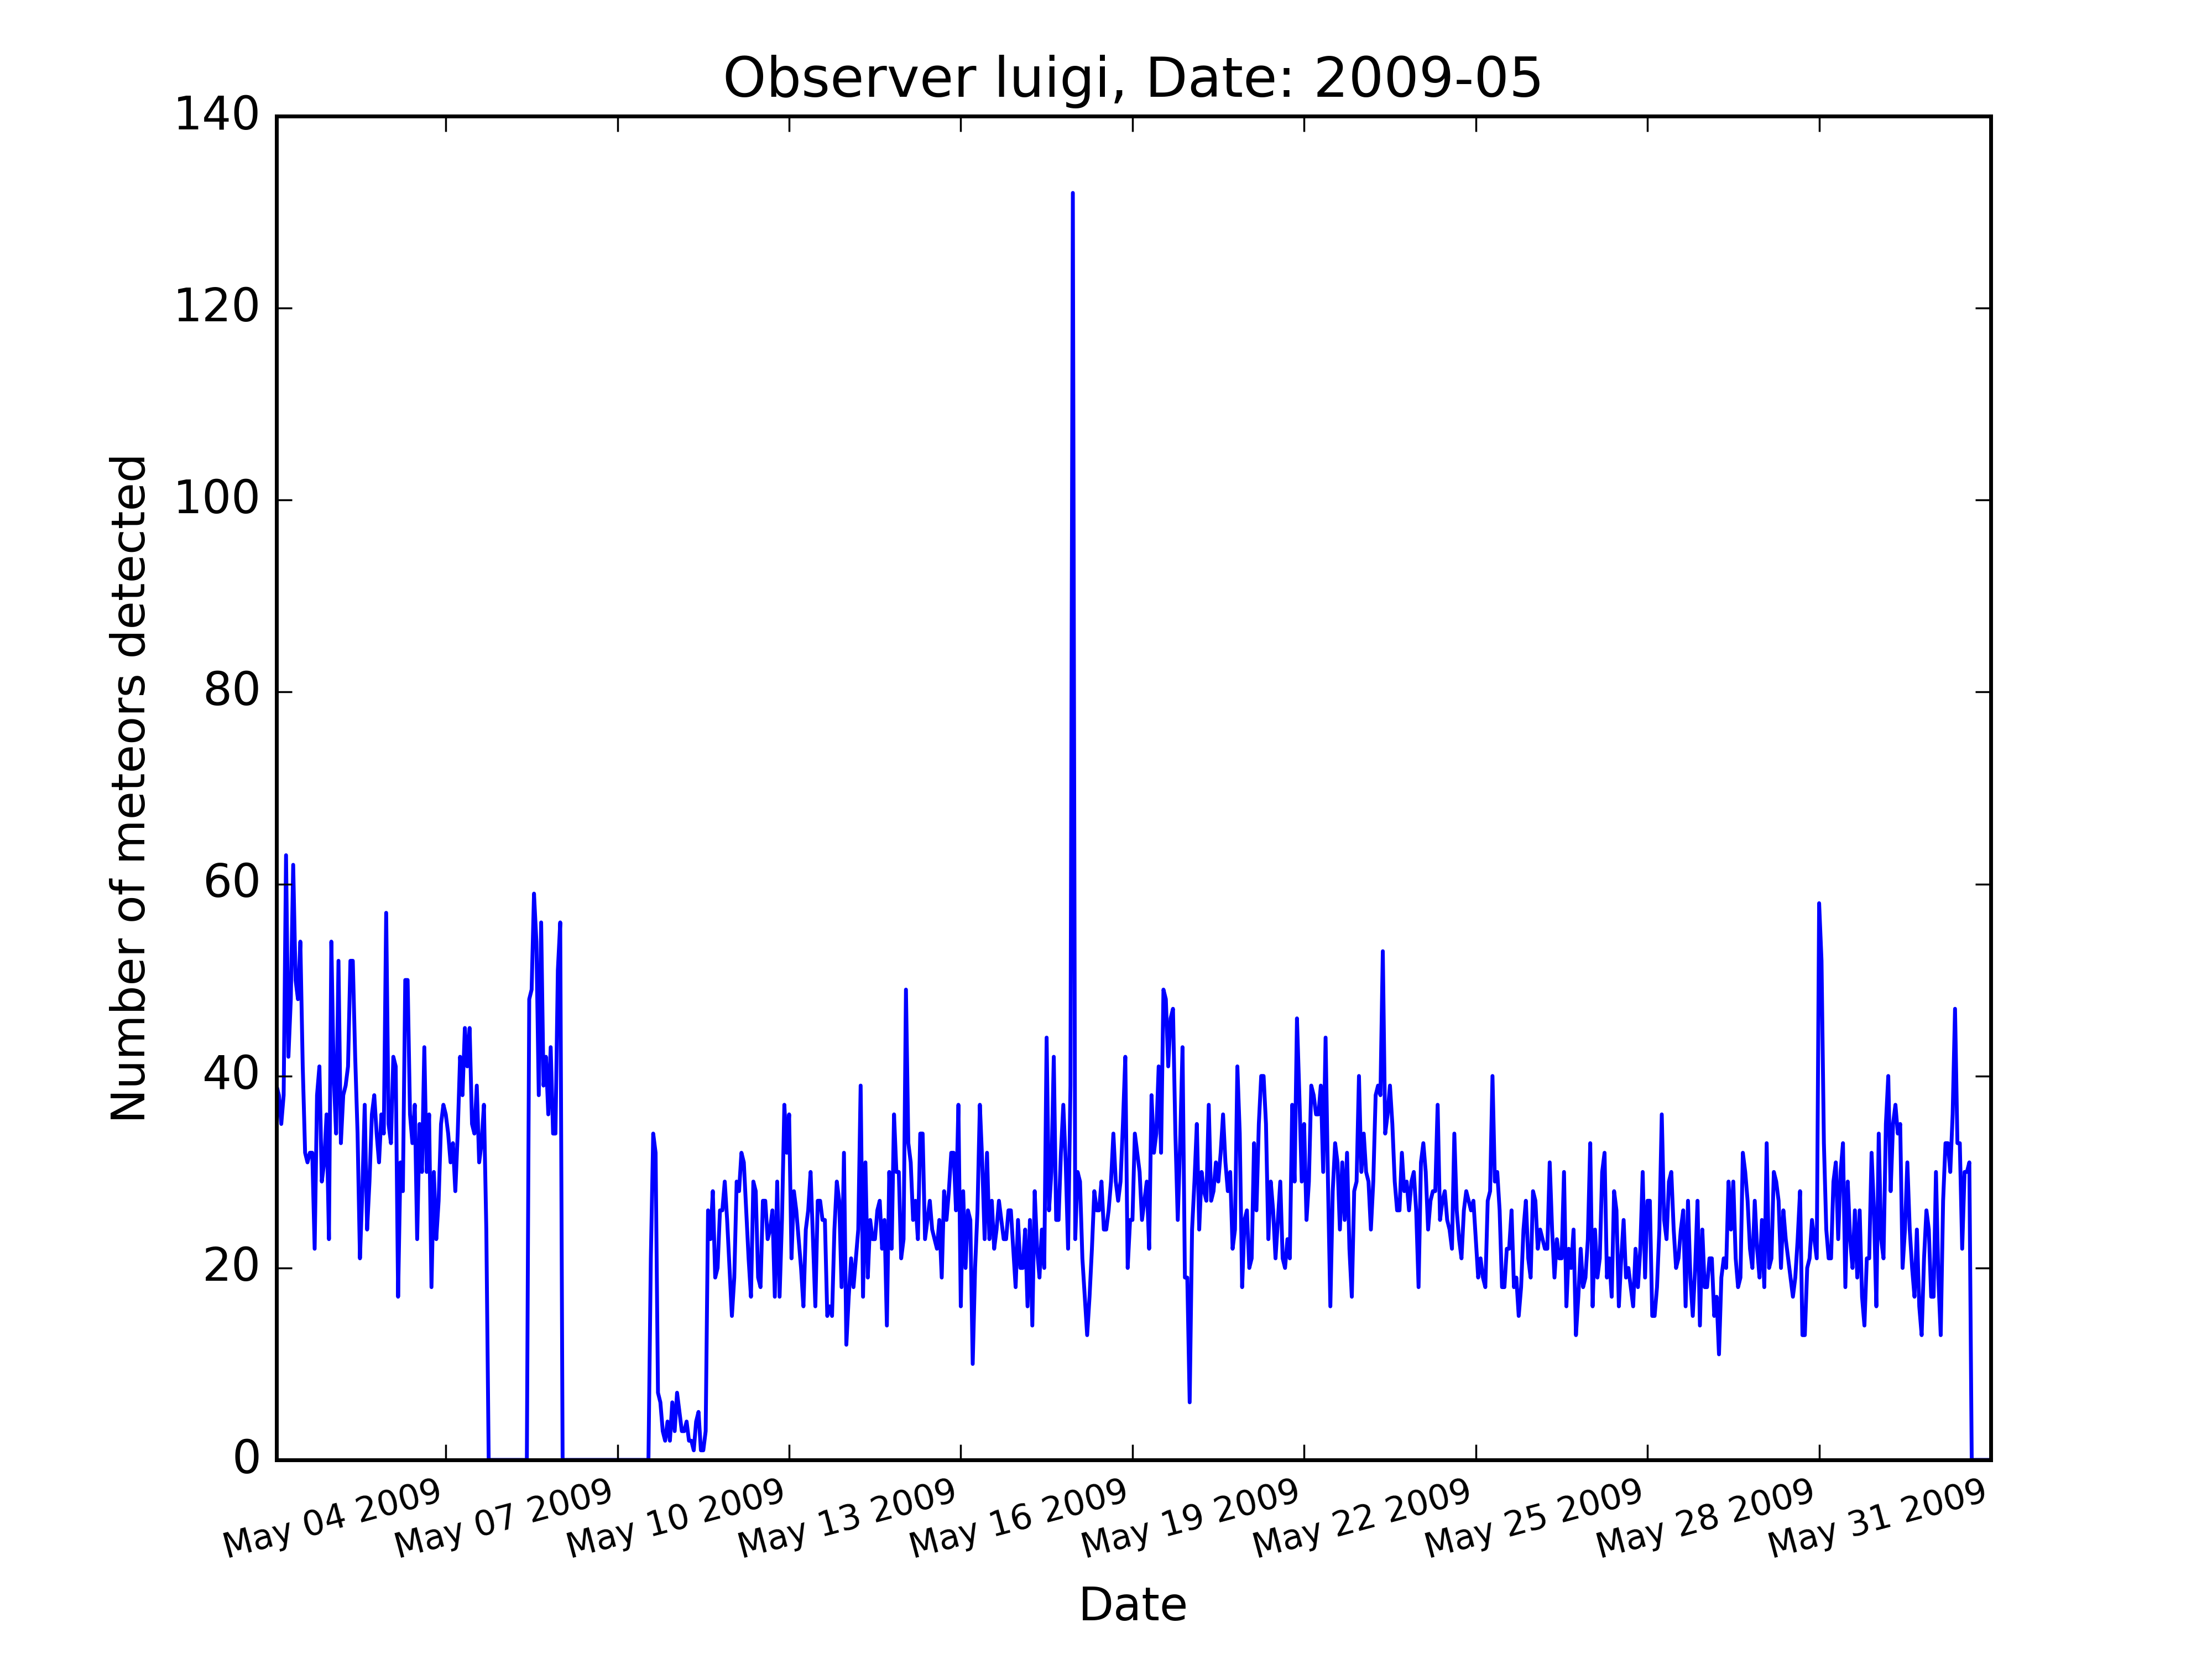 Observer luigi, Date: 2009-05
Number of meteors detected
140
120
100
80
60
40
20
0
May 04 2009
May 07 2009
May 10 2009
May 13 2009
May 16 2009
May 19 2009
May 22 2009
May 25 2009
May 28 2009
May 31 2009
Date